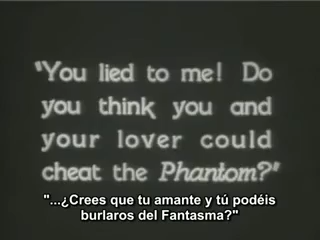 "You lied to me! Do
you think you and
your lover could
cheat the Phantom?"
"...¿Crees que tu amante y tú podéis
burlaros del Fantasma?"